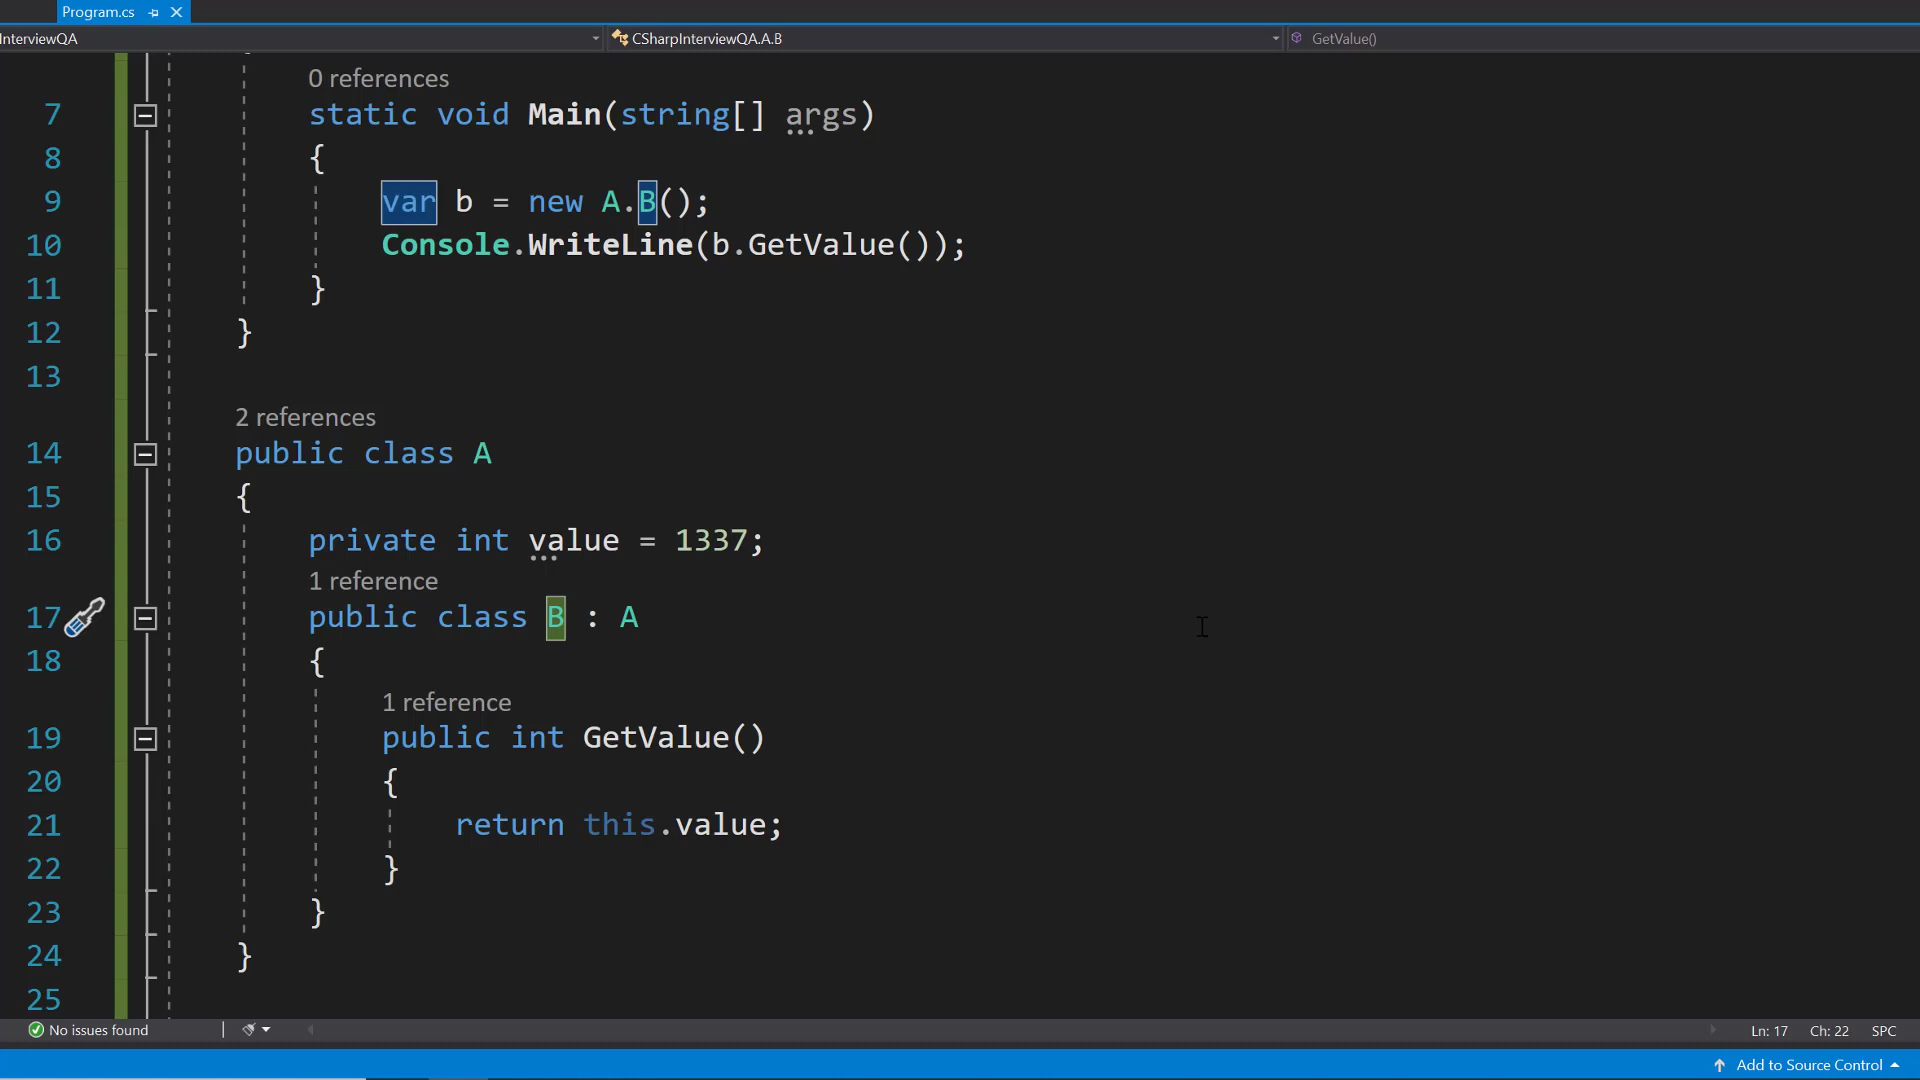 Program.cs
InterviewQA CSharpInterviewQA.A.B GetValue()
0 references
7 static void Main(string[] args)
8 {
9 var b = new A.B();
10 Console.WriteLine(b.GetValue());
11 }
12 }
13
2 references
14 public class A
15 {
16 private int value = 1337;
1 reference
17 public class B : A
18 {
1 reference
19 public int GetValue()
20 {
21 return this.value;
22 }
23 }
24 }
25
No issues found Ln: 17 Ch: 22 SPC
Add to Source Control